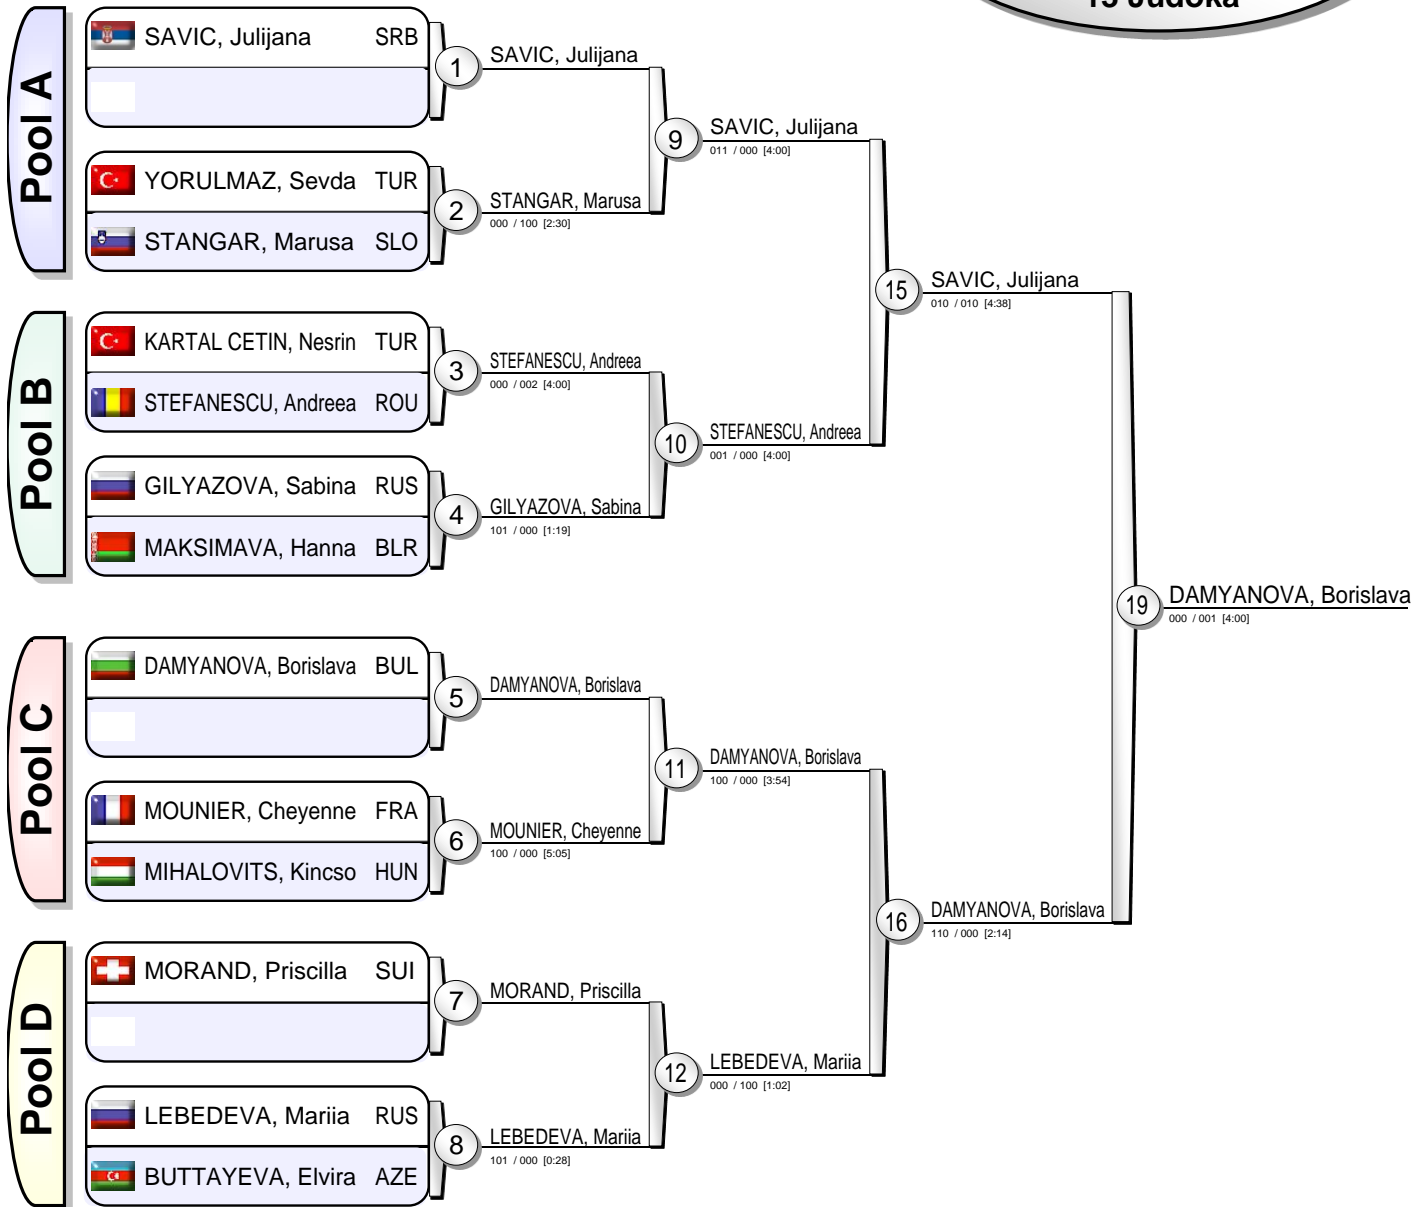 13 Judoka
Pool A
SAVIC, Julijana SRB
YORULMAZ, Sevda TUR
STANGAR, Marusa SLO
1
SAVIC, Julijana
2
STANGAR, Marusa
000 / 100 [2:30]
9
SAVIC, Julijana
011 / 000 [4:00]
Pool B
KARTAL CETIN, Nesrin TUR
STEFANESCU, Andreea ROU
GILYAZOVA, Sabina RUS
MAKSIMAVA, Hanna BLR
3
STEFANESCU, Andreea
000 / 002 [4:00]
4
GILYAZOVA, Sabina
101 / 000 [1:19]
10
STEFANESCU, Andreea
001 / 000 [4:00]
15
SAVIC, Julijana
010 / 010 [4:38]
Pool C
DAMYANOVA, Borislava BUL
MOUNIER, Cheyenne FRA
MIHALOVITS, Kincso HUN
5
DAMYANOVA, Borislava
6
MOUNIER, Cheyenne
100 / 000 [5:05]
11
DAMYANOVA, Borislava
100 / 000 [3:54]
Pool D
MORAND, Priscilla SUI
LEBEDEVA, Mariia RUS
BUTTAYEVA, Elvira AZE
7
MORAND, Priscilla
8
LEBEDEVA, Mariia
101 / 000 [0:28]
12
LEBEDEVA, Mariia
000 / 100 [1:02]
16
DAMYANOVA, Borislava
110 / 000 [2:14]
19
DAMYANOVA, Borislava
000 / 001 [4:00]